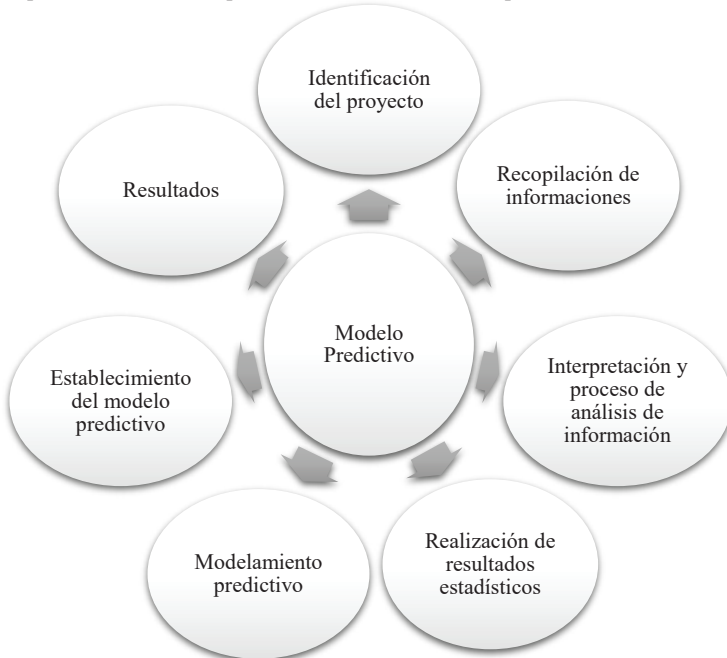 Identificación
del proyecto
Recopilación de
informaciones
Interpretación y
proceso de
análisis de
información
Realización de
resultados
estadísticos
Modelamiento
predictivo
Establecimiento
del modelo
predictivo
Resultados
Modelo
Predictivo